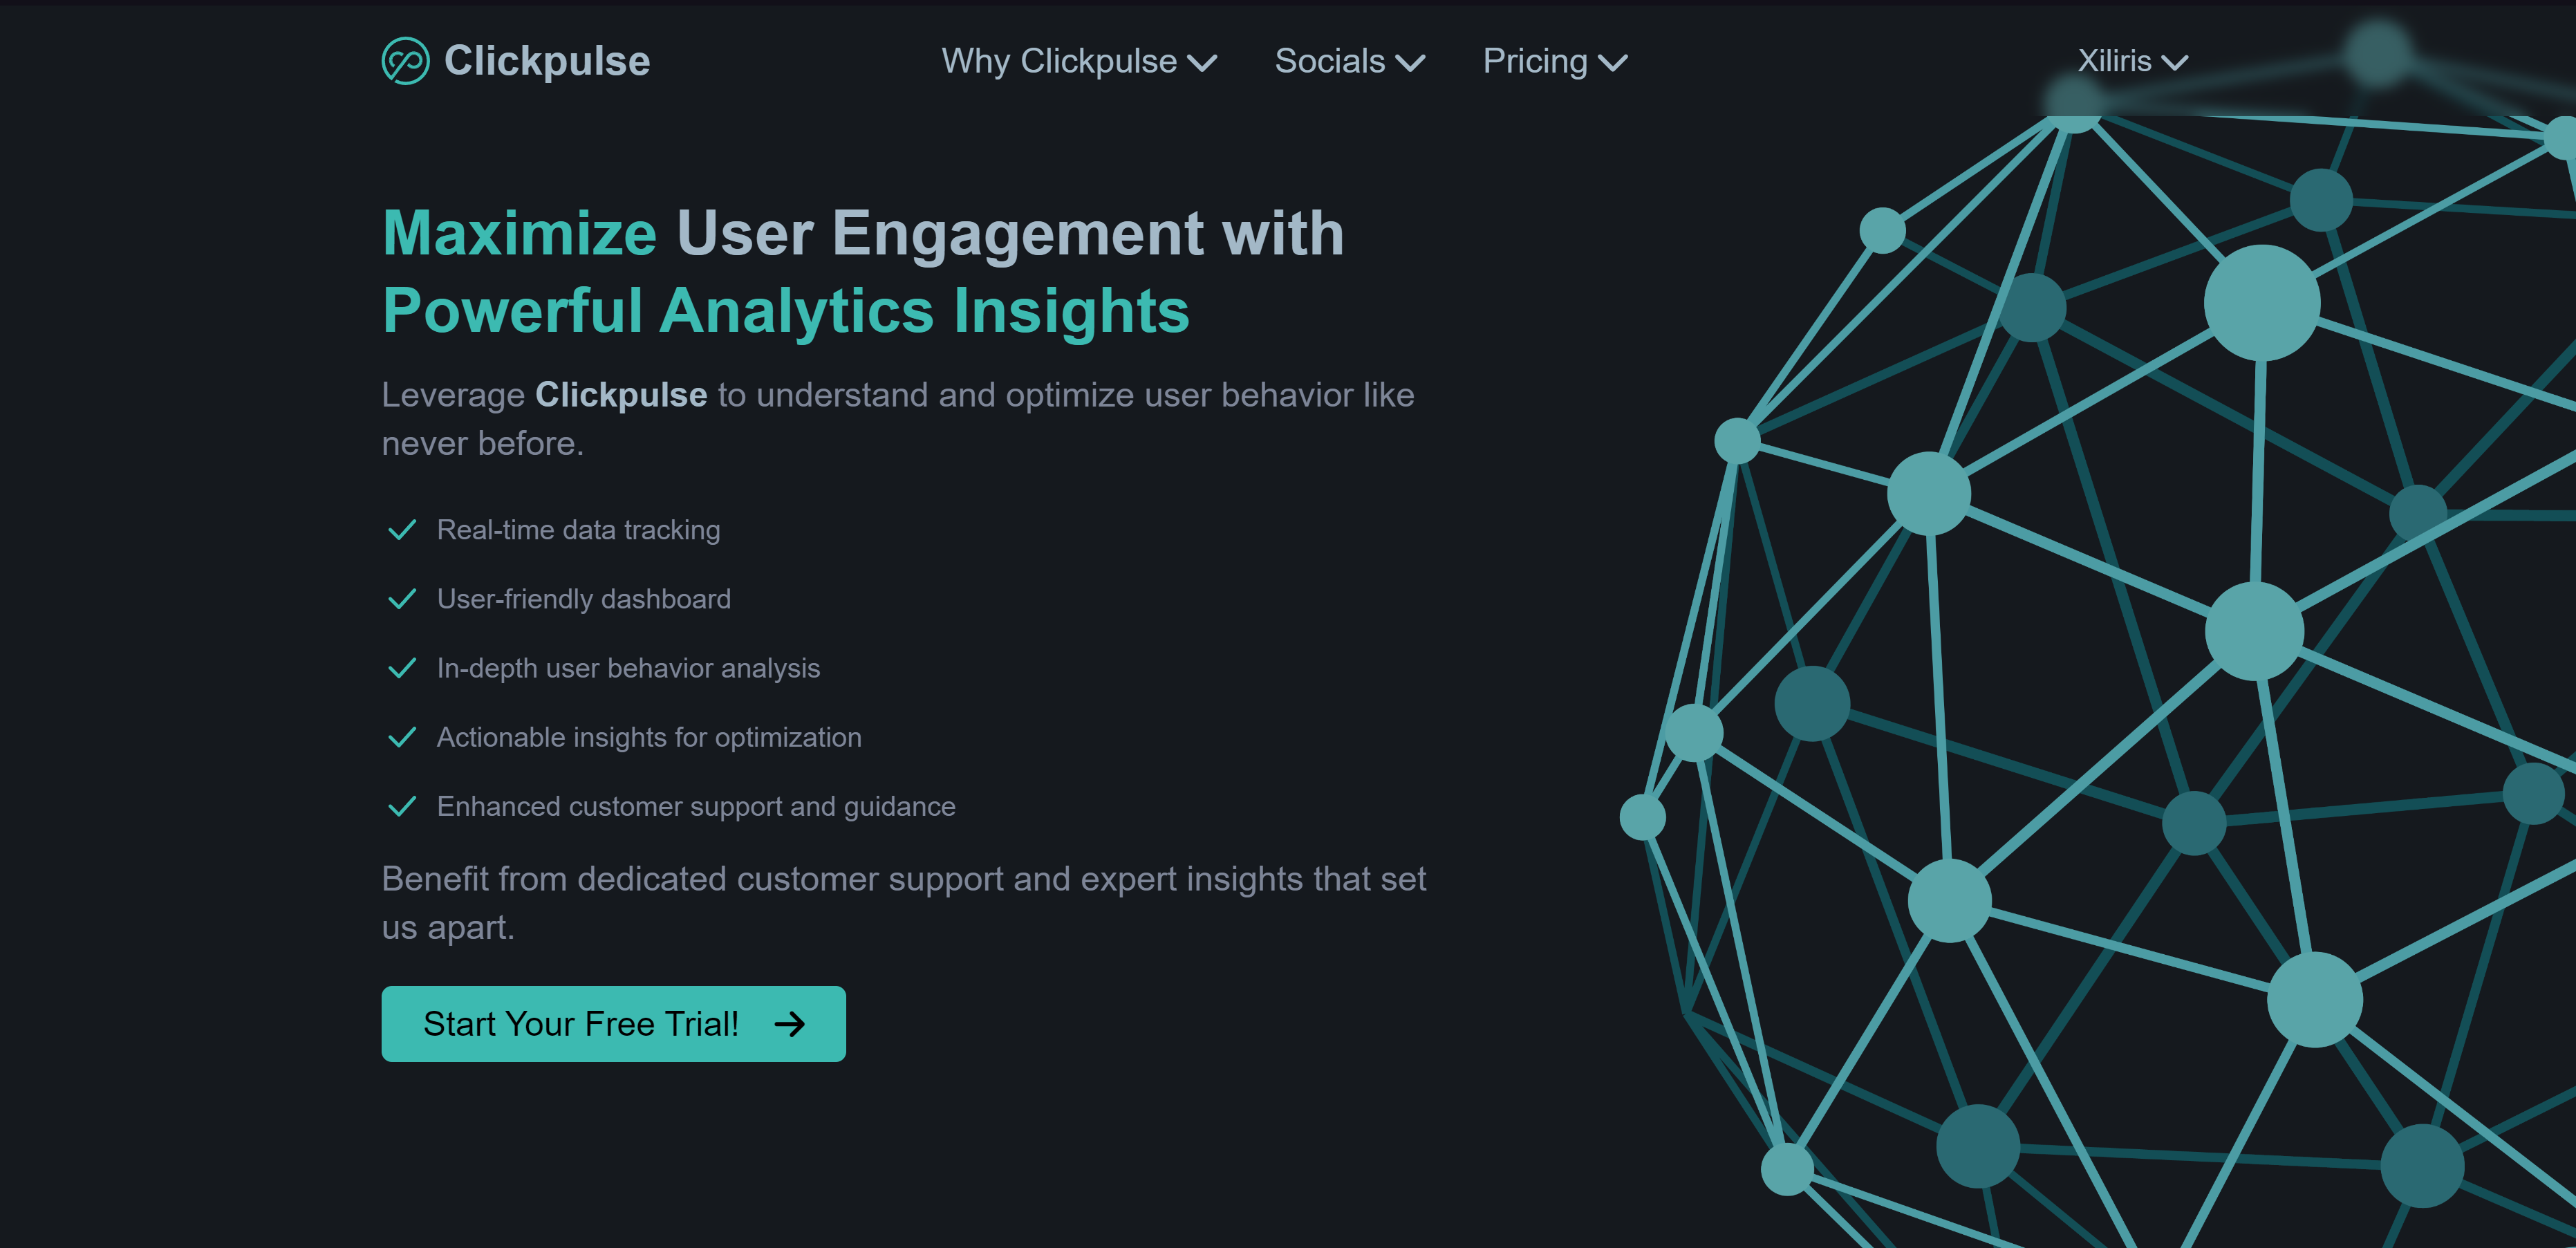 Clickpulse
Why Clickpulse
Socials
Pricing
Xiliris
Maximize User Engagement with
Powerful Analytics Insights
Leverage Clickpulse to understand and optimize user behavior like
never before.
Real-time data tracking
User-friendly dashboard
In-depth user behavior analysis
Actionable insights for optimization
Enhanced customer support and guidance
Benefit from dedicated customer support and expert insights that set
us apart.
Start Your Free Trial!